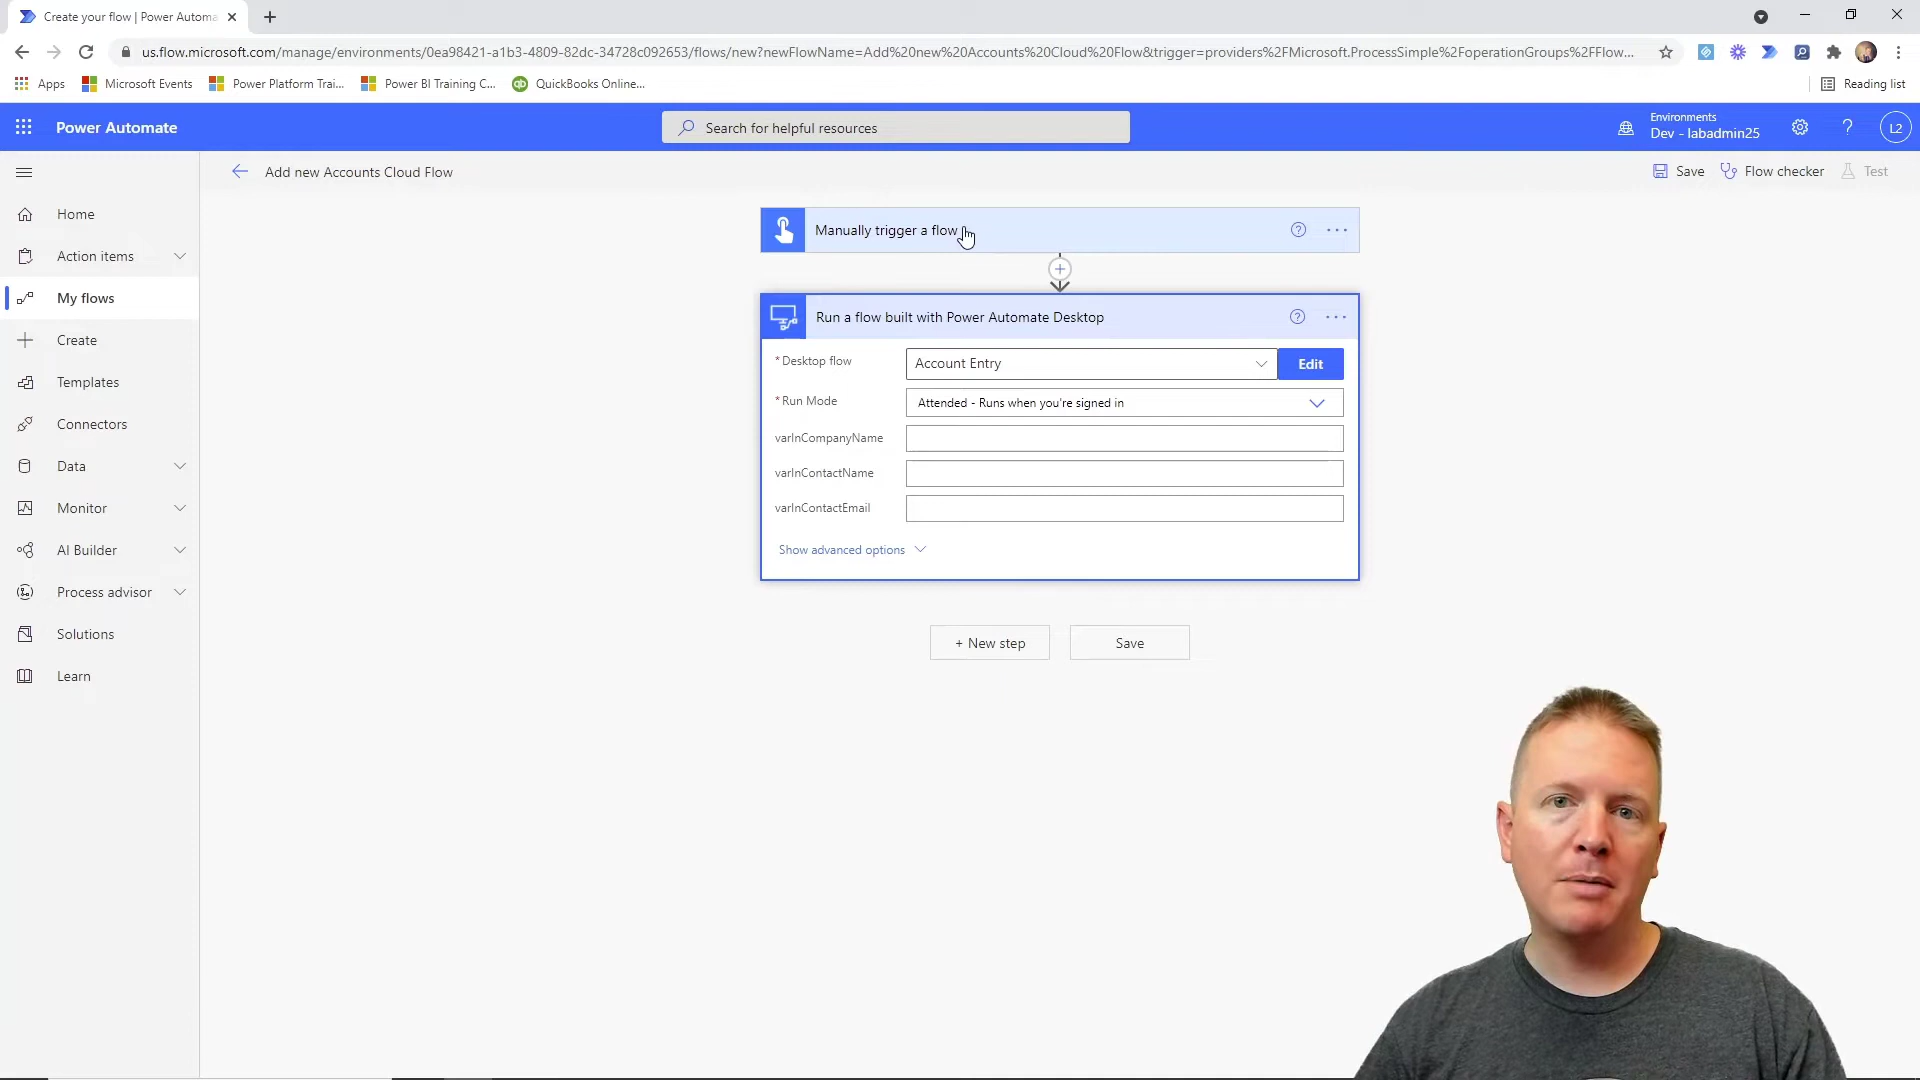 Create your flow | Power Automa
us.flow.microsoft.com/manage/environments/0ea98421-a1b3-4809-82dc-34728c092653/flows/new?newFlowName=Add%20new%20Accounts%20Cloud%20Flow&trigger=providers%2FMicrosoft.ProcessSimple%2FoperationGroups%2FFlow...
Apps
Microsoft Events
Power Platform Trai...
Power BI Training C...
qb
QuickBooks Online...
Reading list
Power Automate
Search for helpful resources
Environments
Dev - labadmin25
?
L2
Add new Accounts Cloud Flow
Save
Flow checker
Test
Home
Action items
My flows
Create
Templates
Connectors
Data
Monitor
AI Builder
Process advisor
Solutions
Learn
Manually trigger a flow
?
Run a flow built with Power Automate Desktop
?
* Desktop flow
Account Entry
Edit
* Run Mode
Attended - Runs when you're signed in
varInCompanyName
varInContactName
varInContactEmail
Show advanced options
+ New step
Save